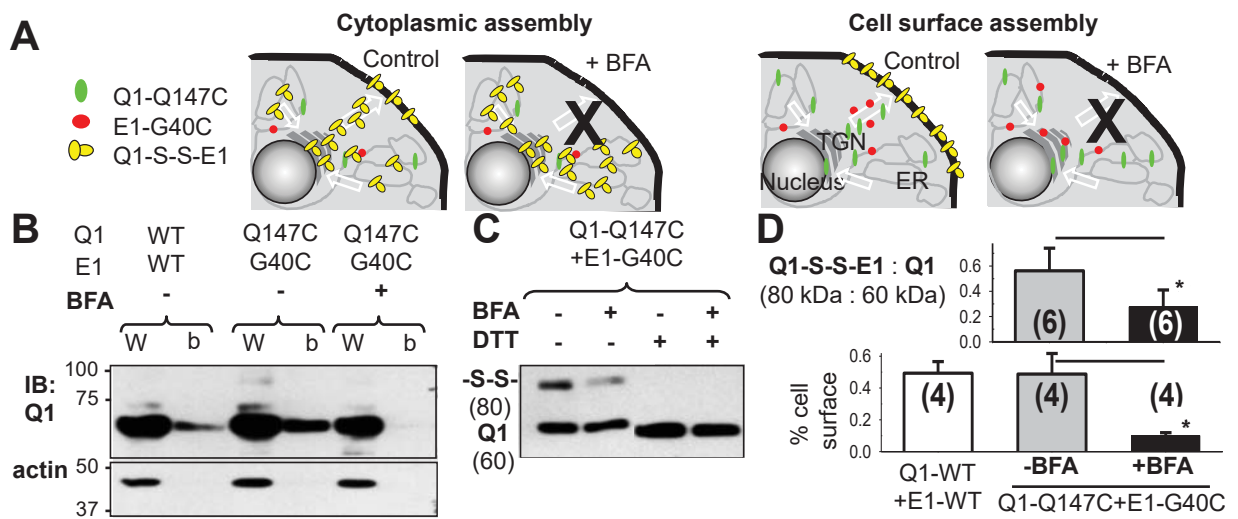 A
Cytoplasmic assembly
Cell surface assembly
Control
+ BFA
Control
+ BFA
Q1-Q147C
E1-G40C
Q1-S-S-E1
X
X
TGN
Nucleus
ER
B
Q1 WT Q147C Q147C
E1 WT G40C G40C
BFA - - +
W b W b W b
IB:
Q1
100
75
actin
50
37
C
Q1-Q147C
+E1-G40C
BFA - + - +
DTT - - + +
-S-S-
(80)
Q1
(60)
D
Q1-S-S-E1 : Q1
(80 kDa : 60 kDa)
0.6
0.4
0.2
0.0
*
(6) (6)
% cell
surface
0.6
0.4
0.2
0.0
(4) (4) (4)
*
Q1-WT
+E1-WT
-BFA +BFA
Q1-Q147C+E1-G40C